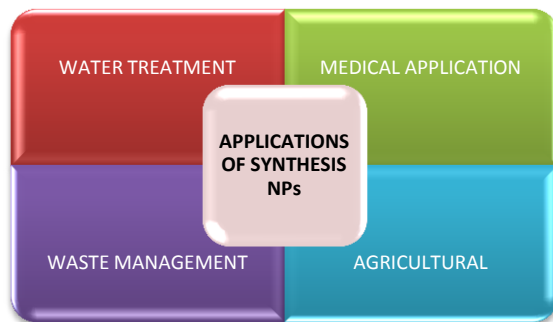 WATER TREATMENT
MEDICAL APPLICATION
APPLICATIONS
OF SYNTHESIS
NPs
WASTE MANAGEMENT
AGRICULTURAL